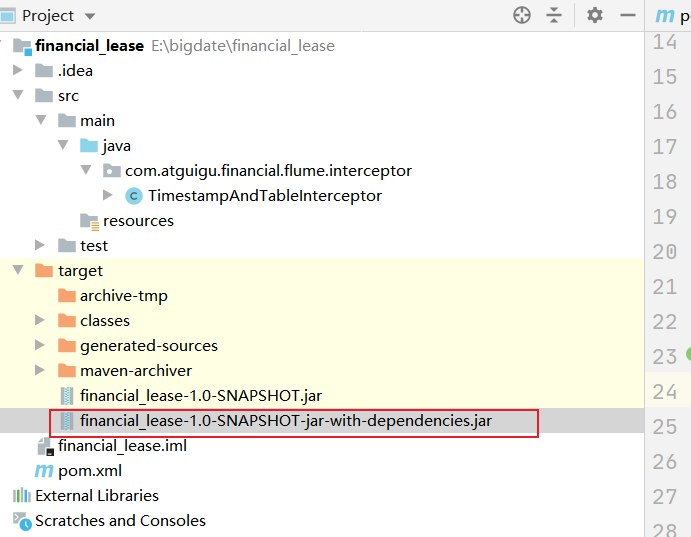 Project
financial_lease E:\bigdate\financial_lease
.idea
src
main
java
com.atguigu.financial.flume.interceptor
C TimestampAndTableInterceptor
resources
test
target
archive-tmp
classes
generated-sources
maven-archiver
financial_lease-1.0-SNAPSHOT.jar
financial_lease-1.0-SNAPSHOT-jar-with-dependencies.jar
financial_lease.iml
m pom.xml
External Libraries
Scratches and Consoles
m po
14
15
16
17
18
19
20
21
22
23
24
25
26
27
28